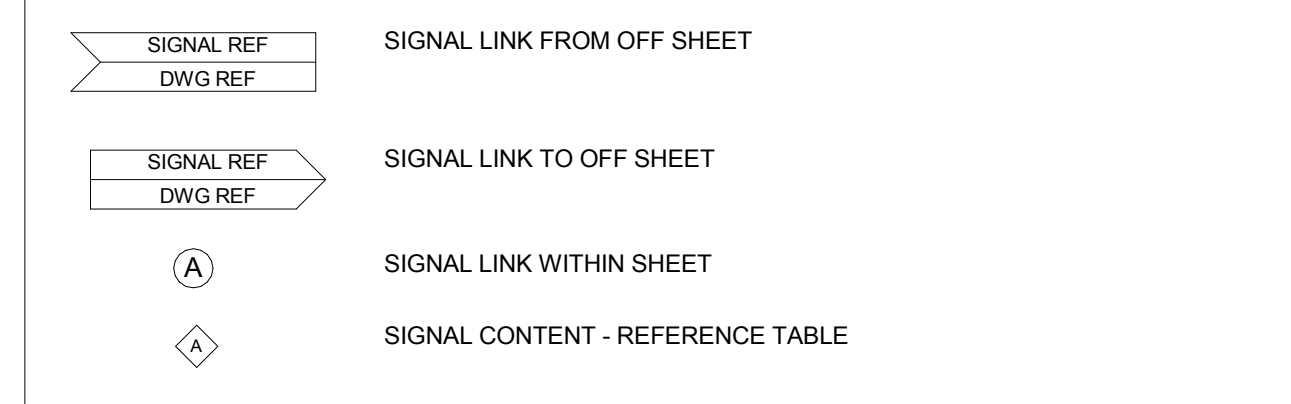 SIGNAL REF
DWG REF
SIGNAL LINK FROM OFF SHEET
SIGNAL REF
DWG REF
SIGNAL LINK TO OFF SHEET
A
SIGNAL LINK WITHIN SHEET
A
SIGNAL CONTENT - REFERENCE TABLE